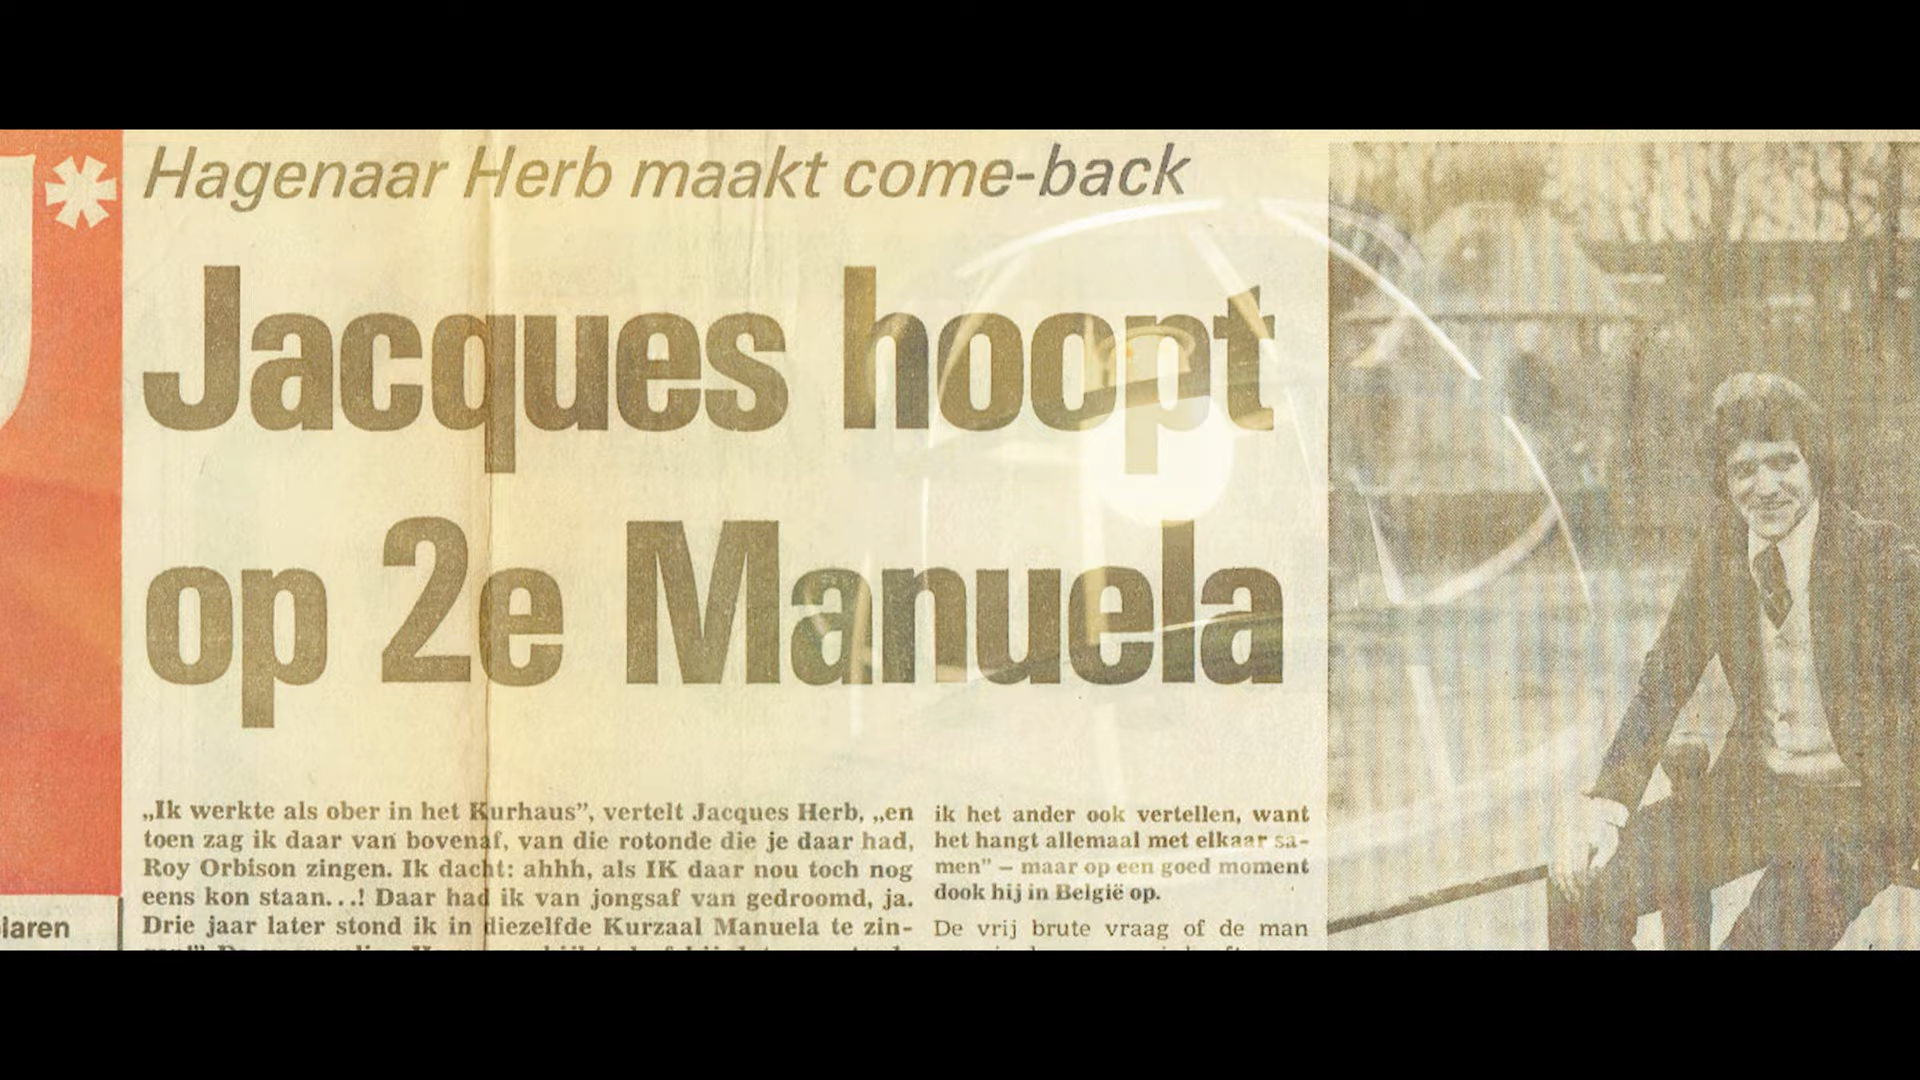 Hagenaar Herb maakt come-back
Jacques hoopt
op 2e Manuela
„Ik werkte als ober in het Kurhaus”, vertelt Jacques Herb, „en
toen zag ik daar van bovenaf, van die rotonde die je daar had,
Roy Orbison zingen. Ik dacht: ahhh, als IK daar nou toch nog
eens kon staan...! Daar had ik van jongsaf van gedroomd, ja.
Drie jaar later stond ik in diezelfde Kurzaal Manuela te zin-
ik het ander ook vertellen, want
het hangt allemaal met elkaar sa-
men” – maar op een goed moment
dook hij in België op.
De vrij brute vraag of de man
laren